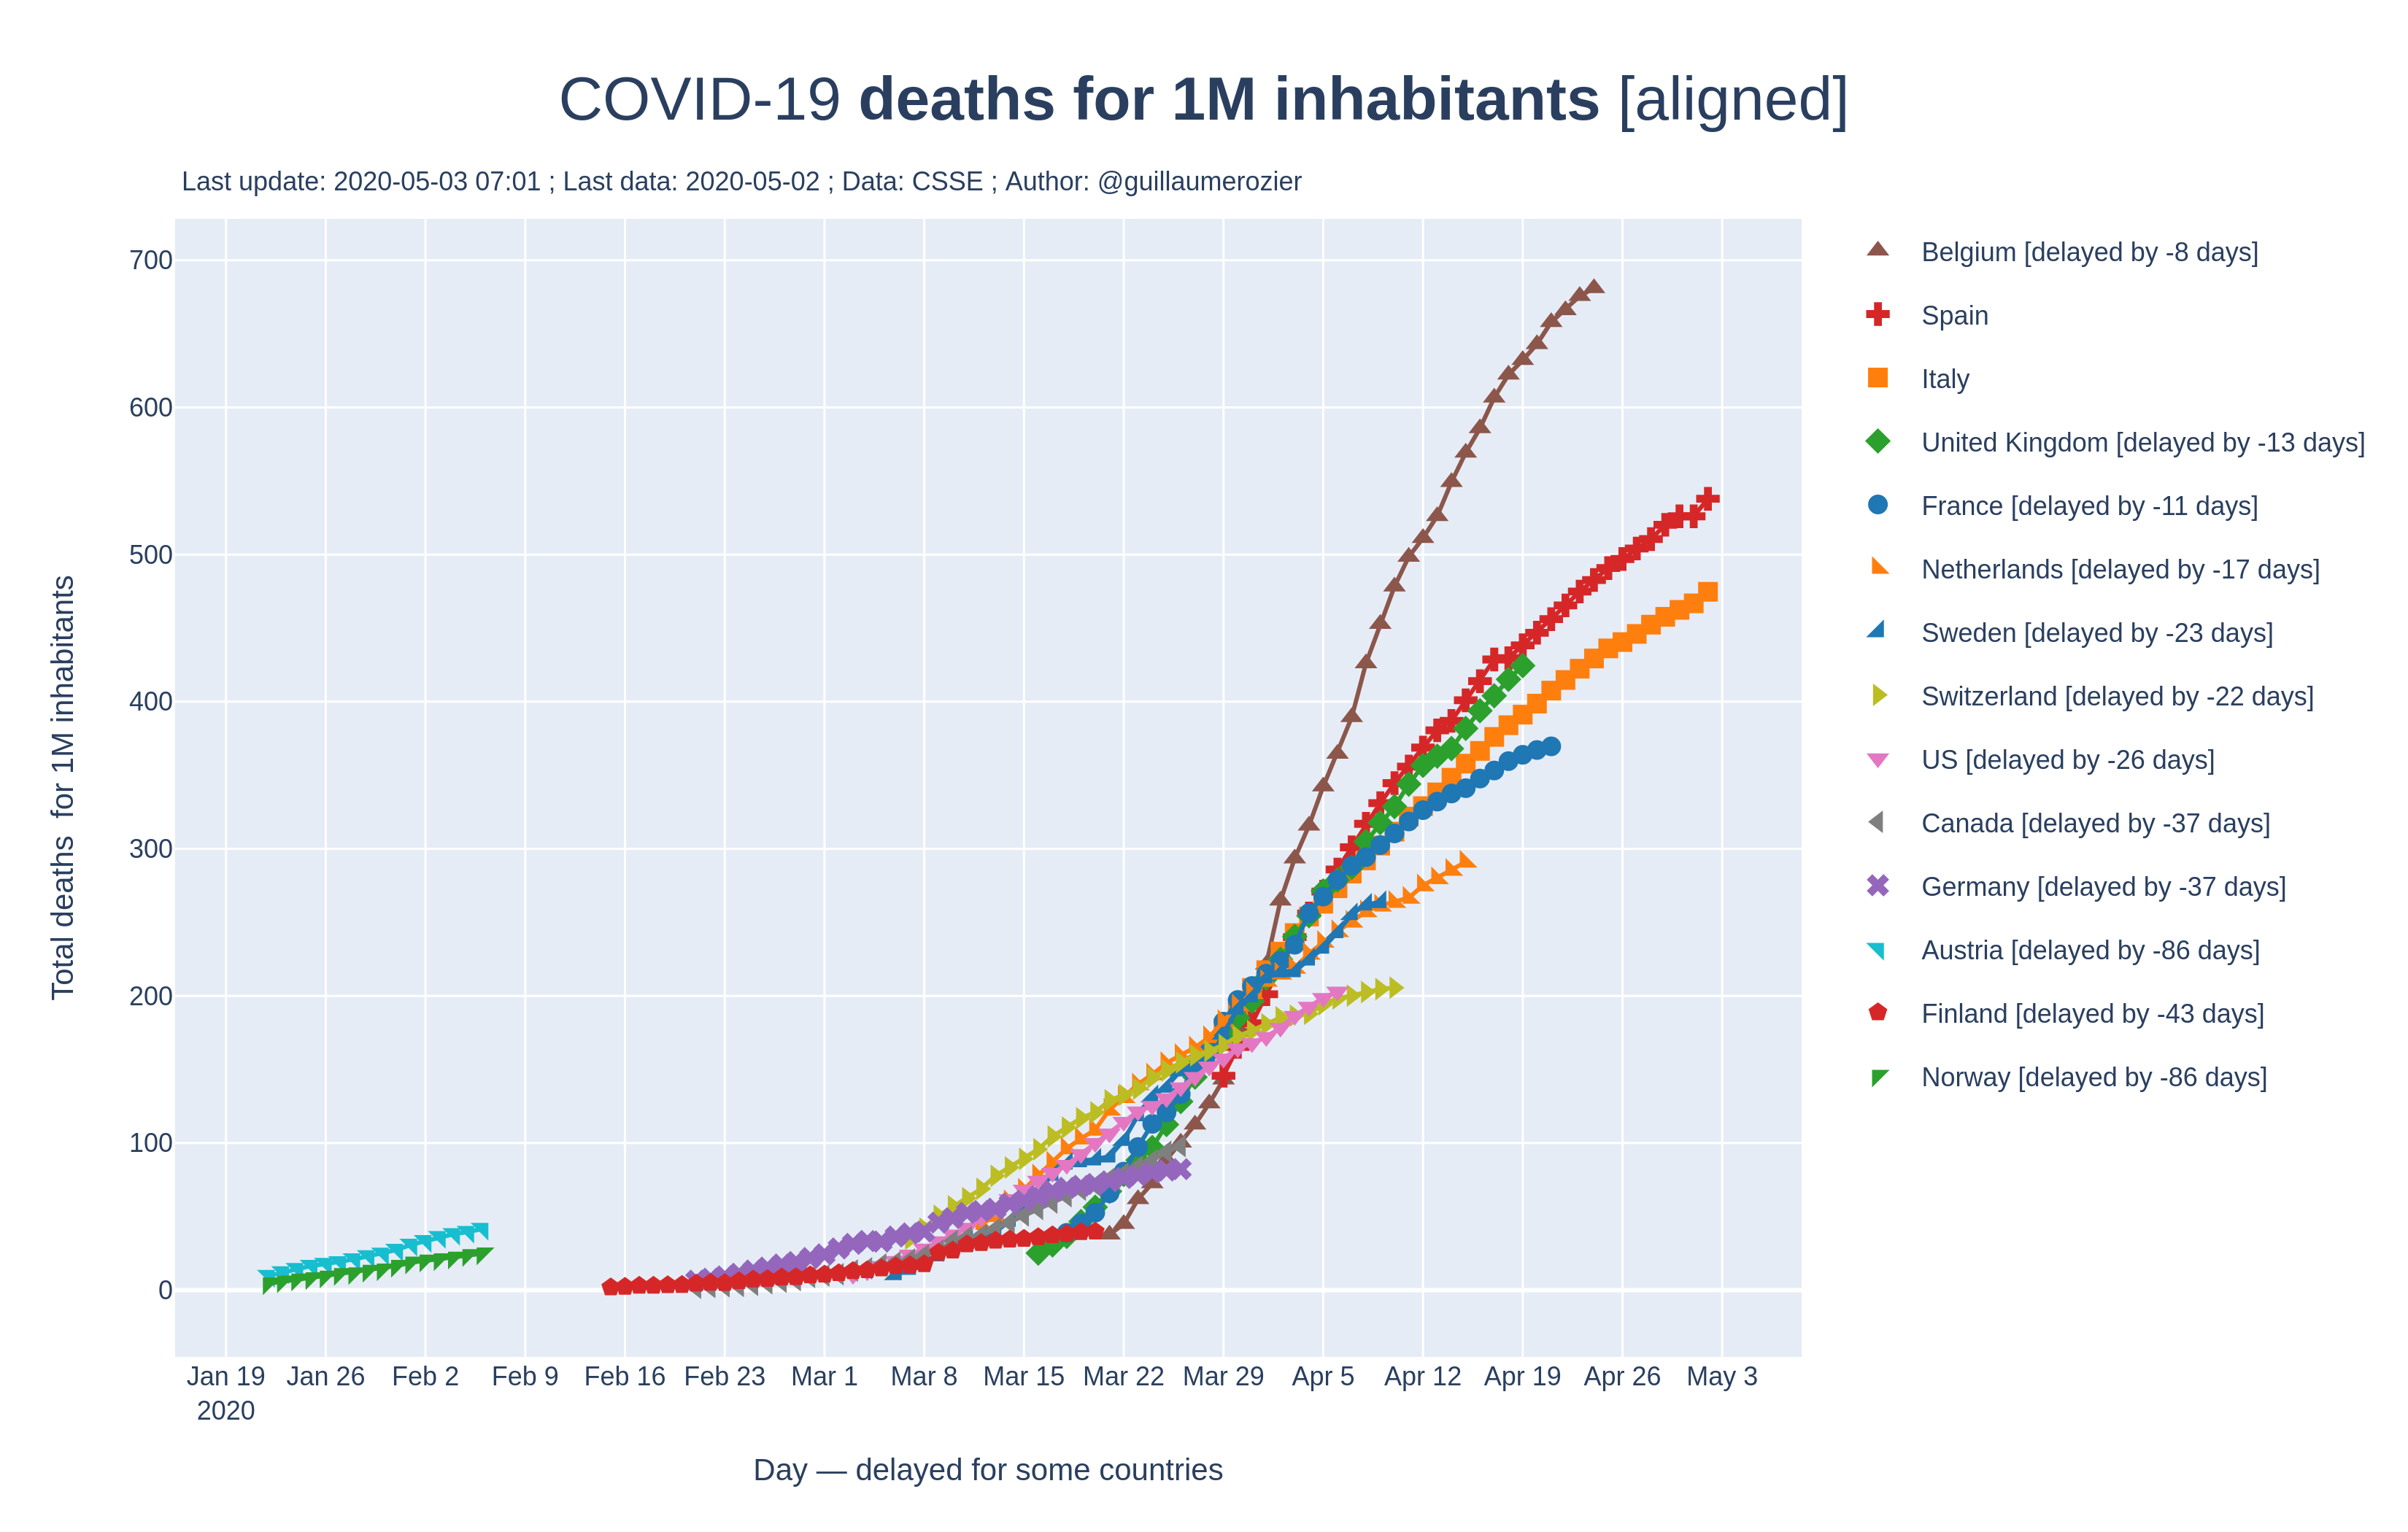 COVID-19 deaths for 1M inhabitants [aligned]
Last update: 2020-05-03 07:01 ; Last data: 2020-05-02 ; Data: CSSE ; Author: @guillaumerozier
700
600
500
400
300
200
100
0
Total deaths for 1M inhabitants
Jan 19 Jan 26 Feb 2 Feb 9 Feb 16 Feb 23 Mar 1 Mar 8 Mar 15 Mar 22 Mar 29 Apr 5 Apr 12 Apr 19 Apr 26 May 3
2020
Day — delayed for some countries
Belgium [delayed by -8 days]
Spain
Italy
United Kingdom [delayed by -13 days]
France [delayed by -11 days]
Netherlands [delayed by -17 days]
Sweden [delayed by -23 days]
Switzerland [delayed by -22 days]
US [delayed by -26 days]
Canada [delayed by -37 days]
Germany [delayed by -37 days]
Austria [delayed by -86 days]
Finland [delayed by -43 days]
Norway [delayed by -86 days]